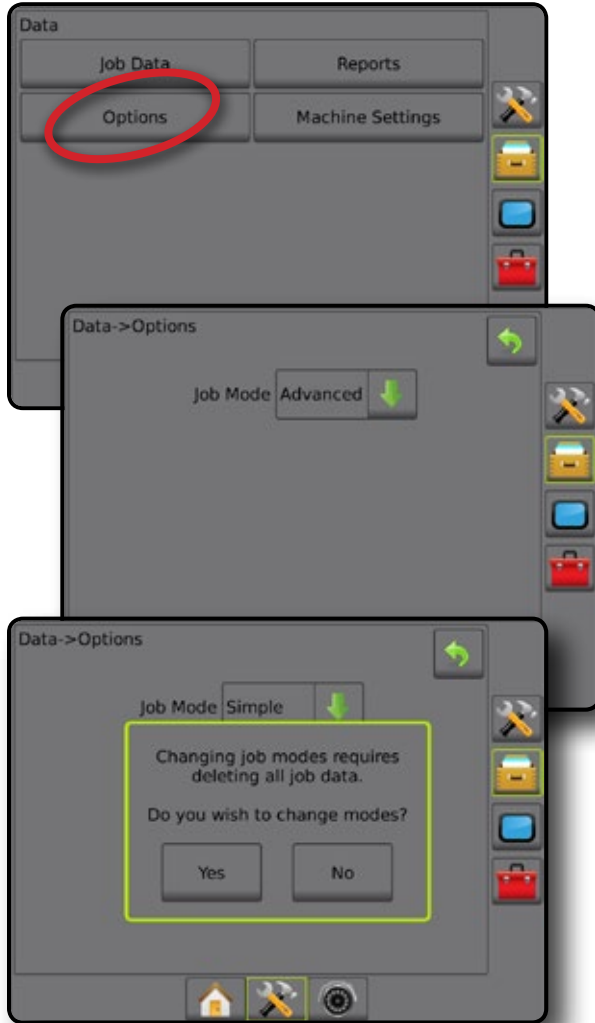 Data
Job Data
Reports
Options
Machine Settings
Data->Options
Job Mode Advanced
Data->Options
Job Mode Simple
Changing job modes requires
deleting all job data.
Do you wish to change modes?
Yes
No